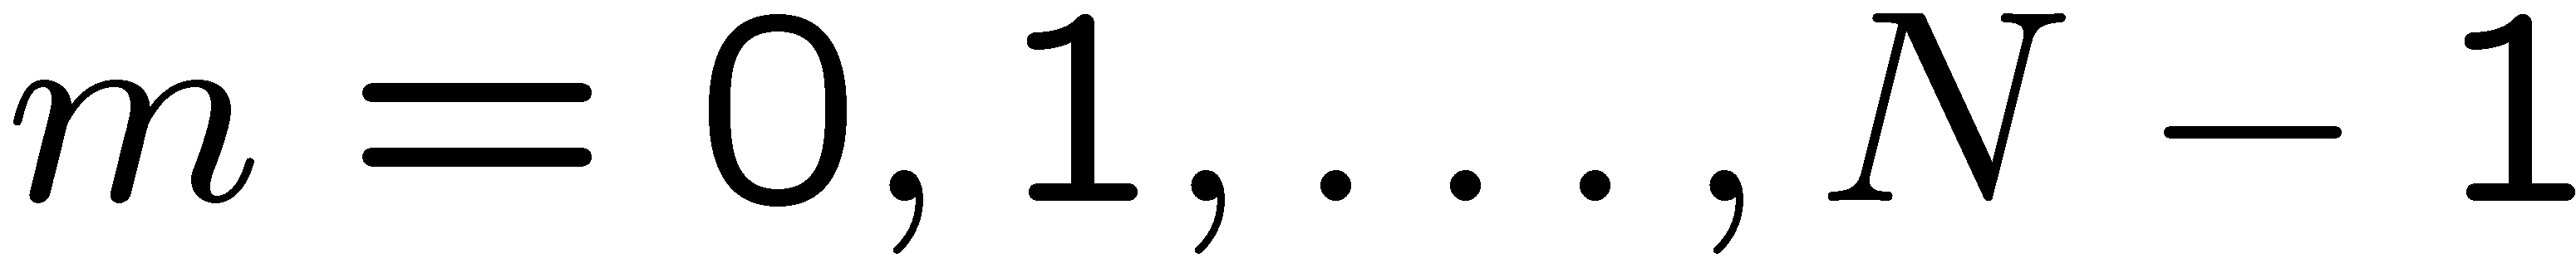 m = 0, 1, . . . , N − 1